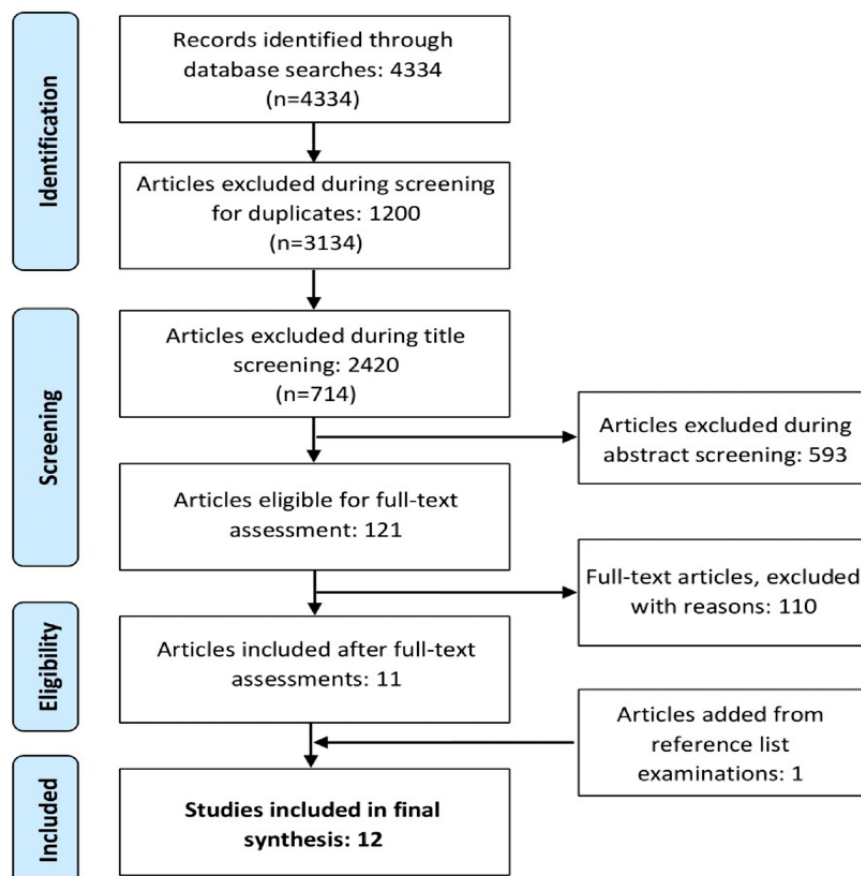 Identification
Records identified through
database searches: 4334
(n=4334)
Articles excluded during screening
for duplicates: 1200
(n=3134)
Screening
Articles excluded during title
screening: 2420
(n=714)
Articles excluded during
abstract screening: 593
Articles eligible for full-text
assessment: 121
Full-text articles, excluded
with reasons: 110
Eligibility
Articles included after full-text
assessments: 11
Articles added from
reference list
examinations: 1
Included
Studies included in final
synthesis: 12